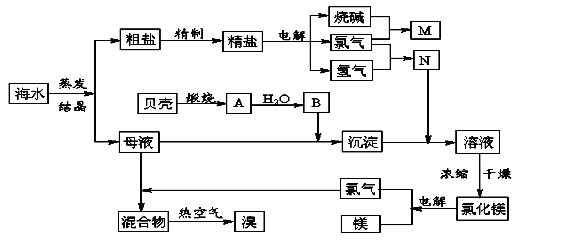 烧碱
粗盐 精制 精盐 电解 氯气 M
氢气 N
海水 蒸发
结晶
贝壳 煅烧 A H₂O B
母液 沉淀 溶液
浓缩 干燥
氯气 电解 氯化镁
混合物 热空气 溴 镁